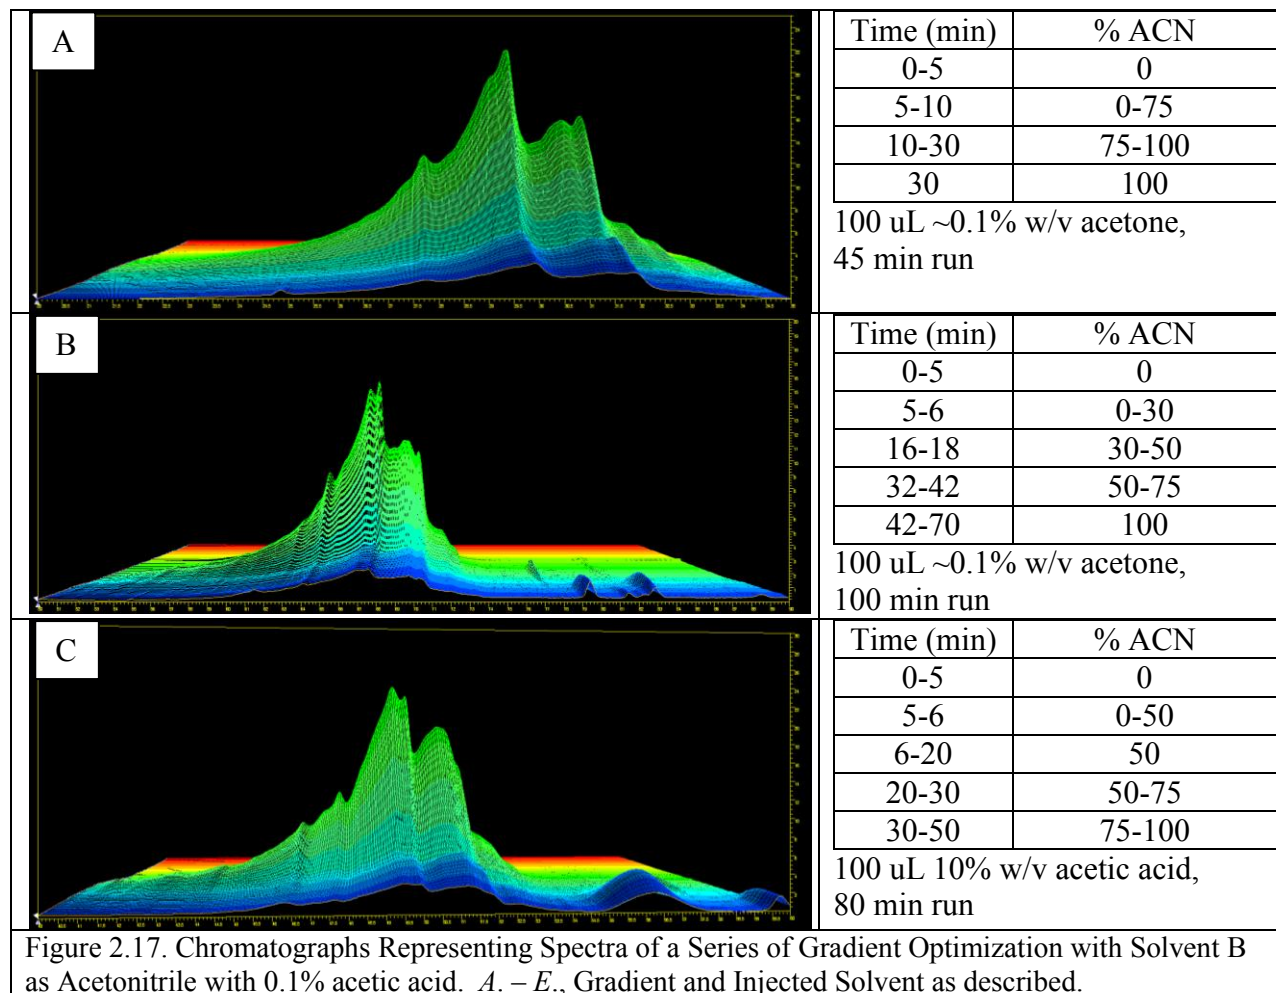 A
Time (min) % ACN
0-5 0
5-10 0-75
10-30 75-100
30 100
100 uL ~0.1% w/v acetone,
45 min run
B
Time (min) % ACN
0-5 0
5-6 0-30
16-18 30-50
32-42 50-75
42-70 100
100 uL ~0.1% w/v acetone,
100 min run
C
Time (min) % ACN
0-5 0
5-6 0-50
6-20 50
20-30 50-75
30-50 75-100
100 uL 10% w/v acetic acid,
80 min run
Figure 2.17. Chromatographs Representing Spectra of a Series of Gradient Optimization with Solvent B
as Acetonitrile with 0.1% acetic acid. A. – E., Gradient and Injected Solvent as described.